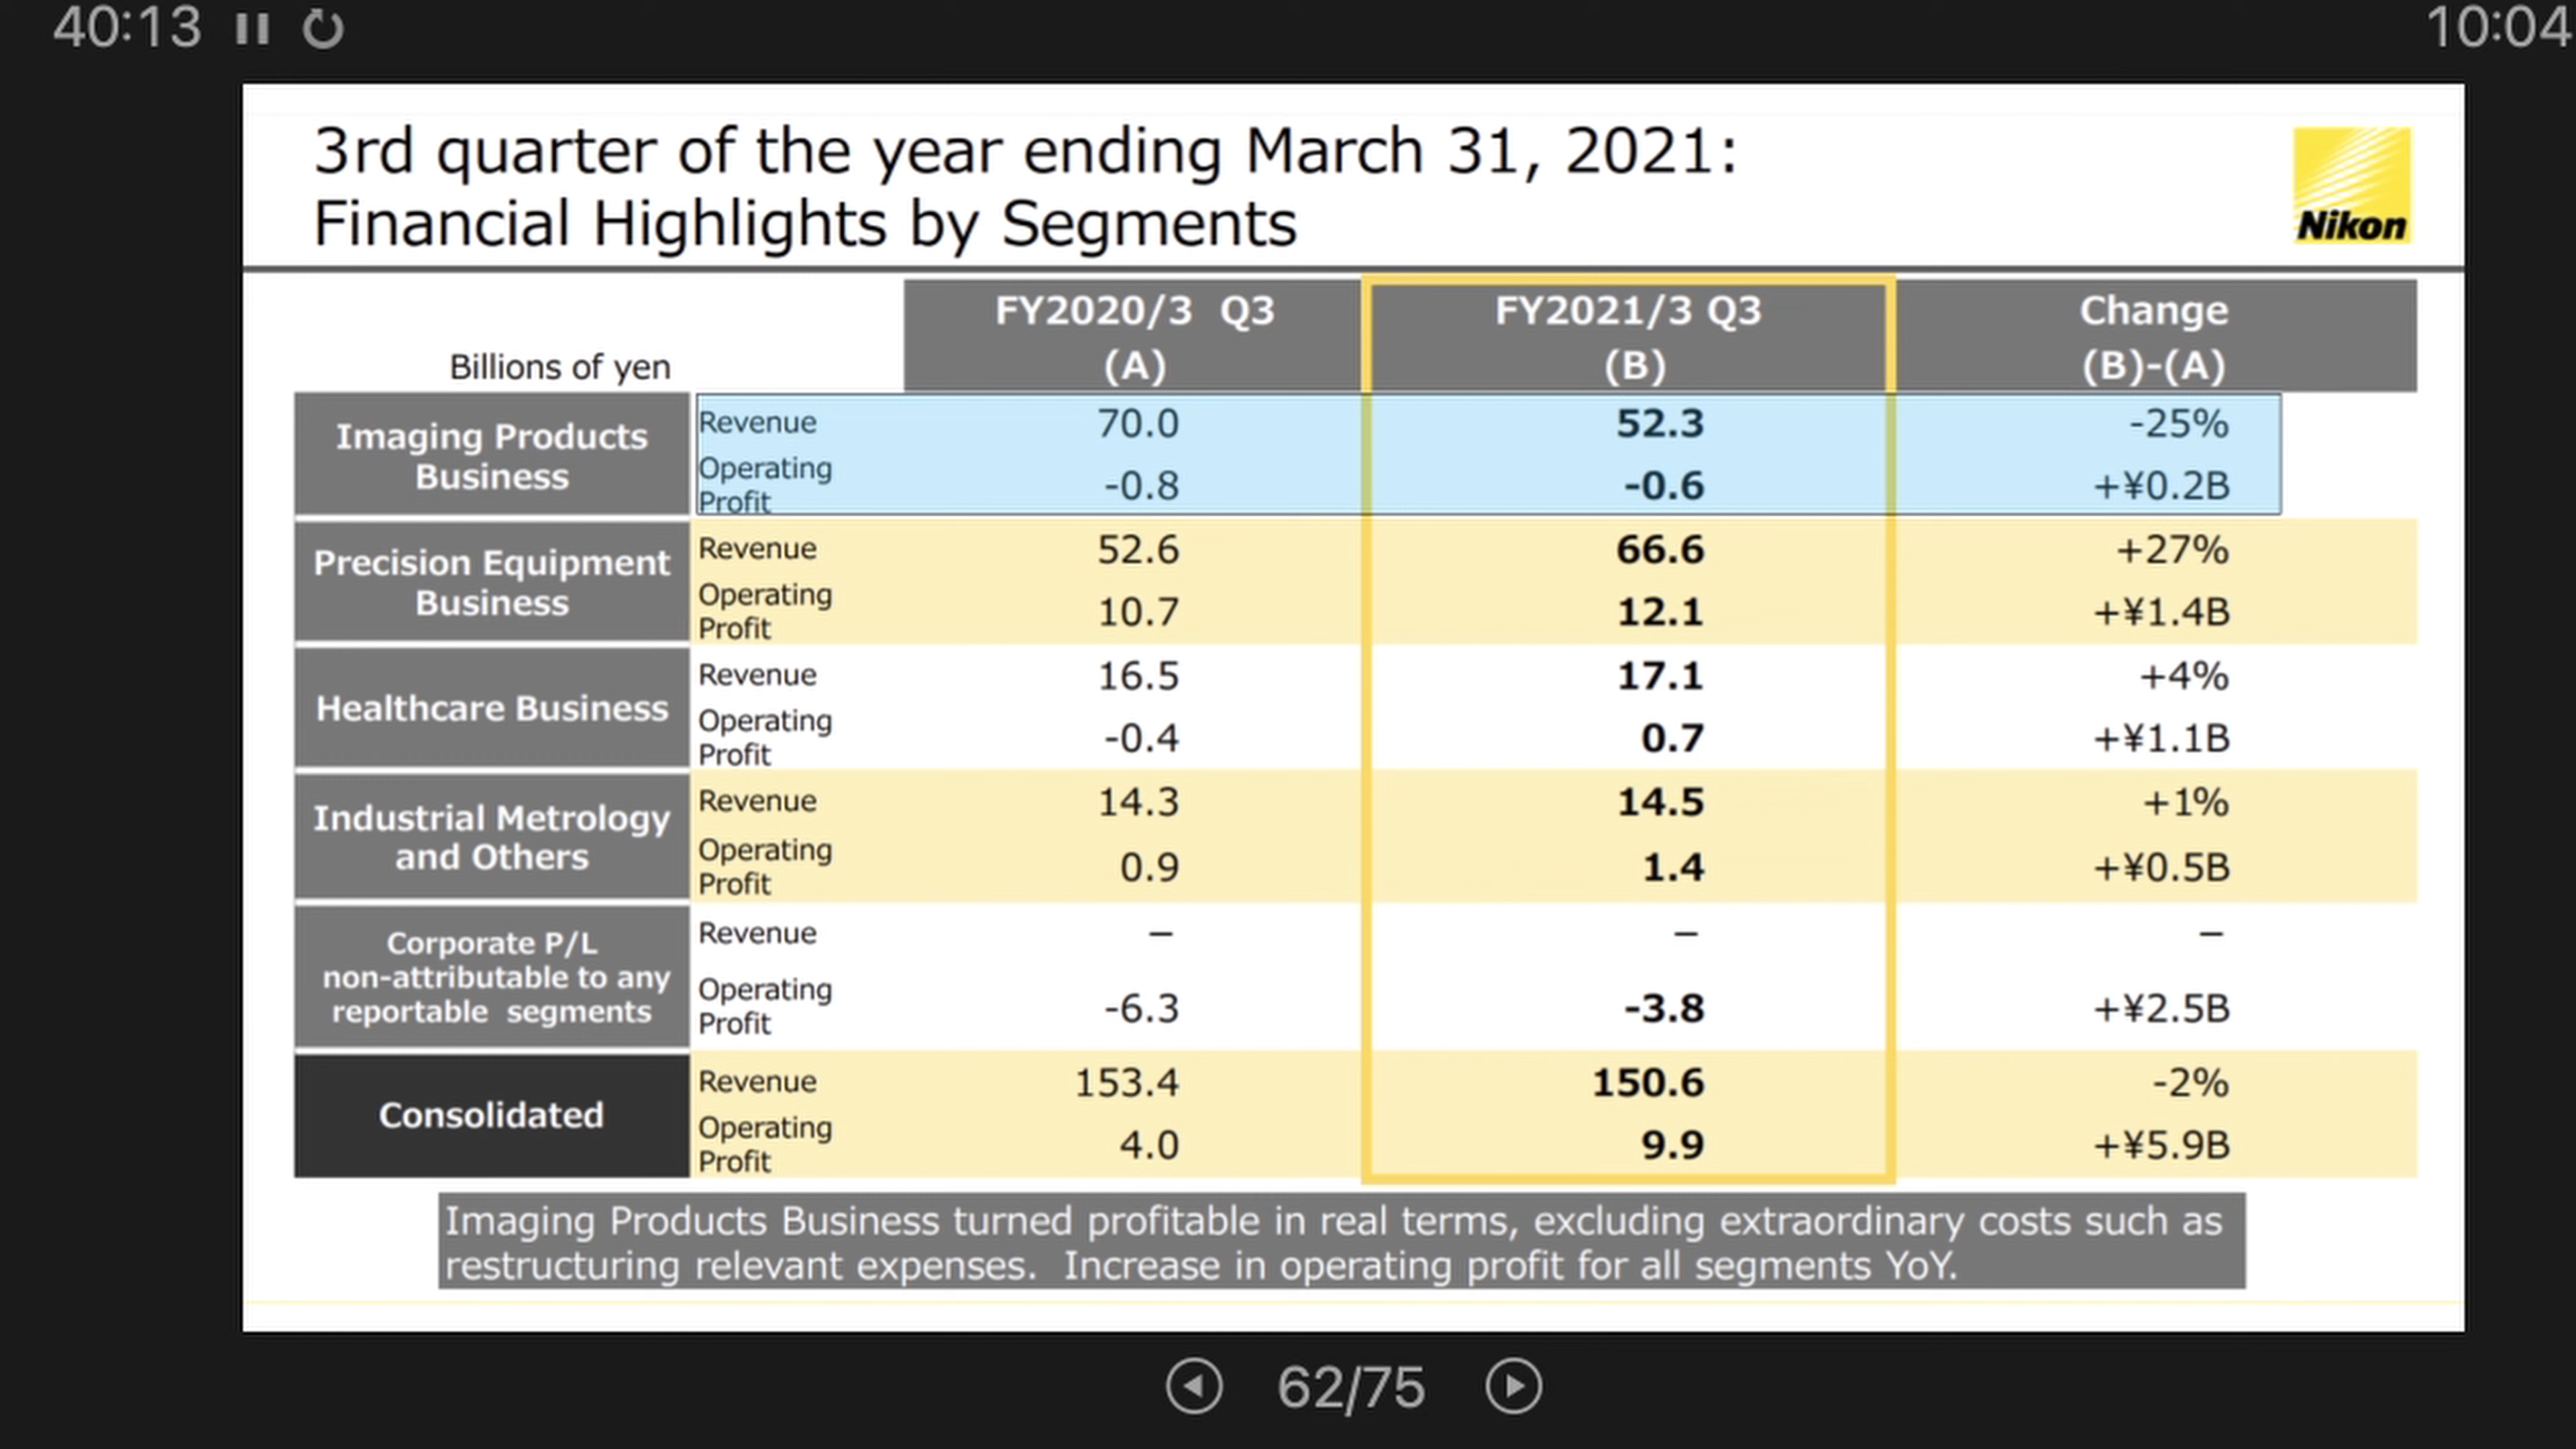 40:13
10:04
3rd quarter of the year ending March 31, 2021:
Financial Highlights by Segments
Nikon
Billions of yen
FY2020/3 Q3
(A)
FY2021/3 Q3
(B)
Change
(B)-(A)
Imaging Products
Business
Revenue 70.0 52.3 -25%
Operating
Profit -0.8 -0.6 +¥0.2B
Precision Equipment
Business
Revenue 52.6 66.6 +27%
Operating
Profit 10.7 12.1 +¥1.4B
Healthcare Business
Revenue 16.5 17.1 +4%
Operating
Profit -0.4 0.7 +¥1.1B
Industrial Metrology
and Others
Revenue 14.3 14.5 +1%
Operating
Profit 0.9 1.4 +¥0.5B
Corporate P/L
non-attributable to any
reportable segments
Revenue – – –
Operating
Profit -6.3 -3.8 +¥2.5B
Consolidated
Revenue 153.4 150.6 -2%
Operating
Profit 4.0 9.9 +¥5.9B
Imaging Products Business turned profitable in real terms, excluding extraordinary costs such as
restructuring relevant expenses. Increase in operating profit for all segments YoY.
62/75